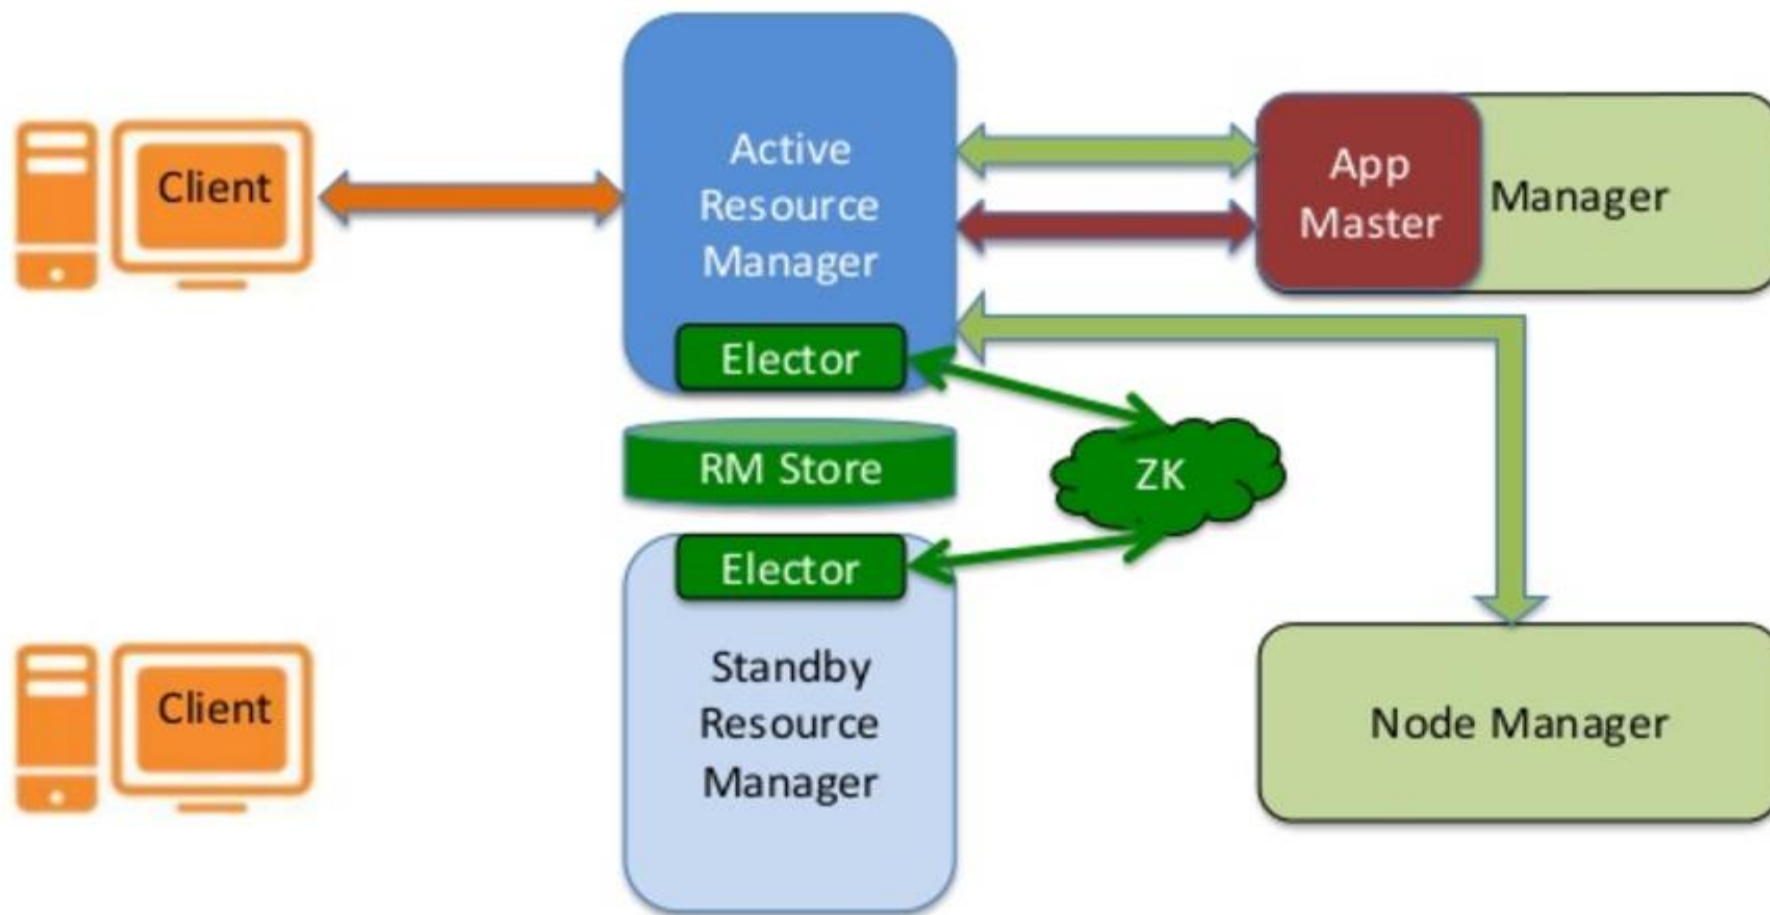 Client
Active
Resource
Manager
Elector
App
Master
Manager
RM Store
ZK
Client
Elector
Standby
Resource
Manager
Node Manager